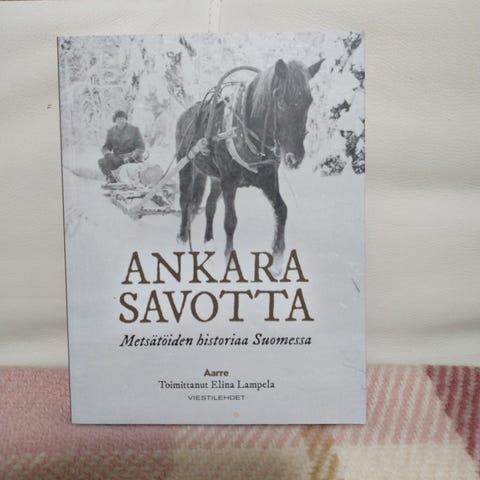 ANKARA
SAVOTTA
Metsätöiden historiaa Suomessa
Aarre
Toimittanut Elina Lampela
VIESTILEHDET